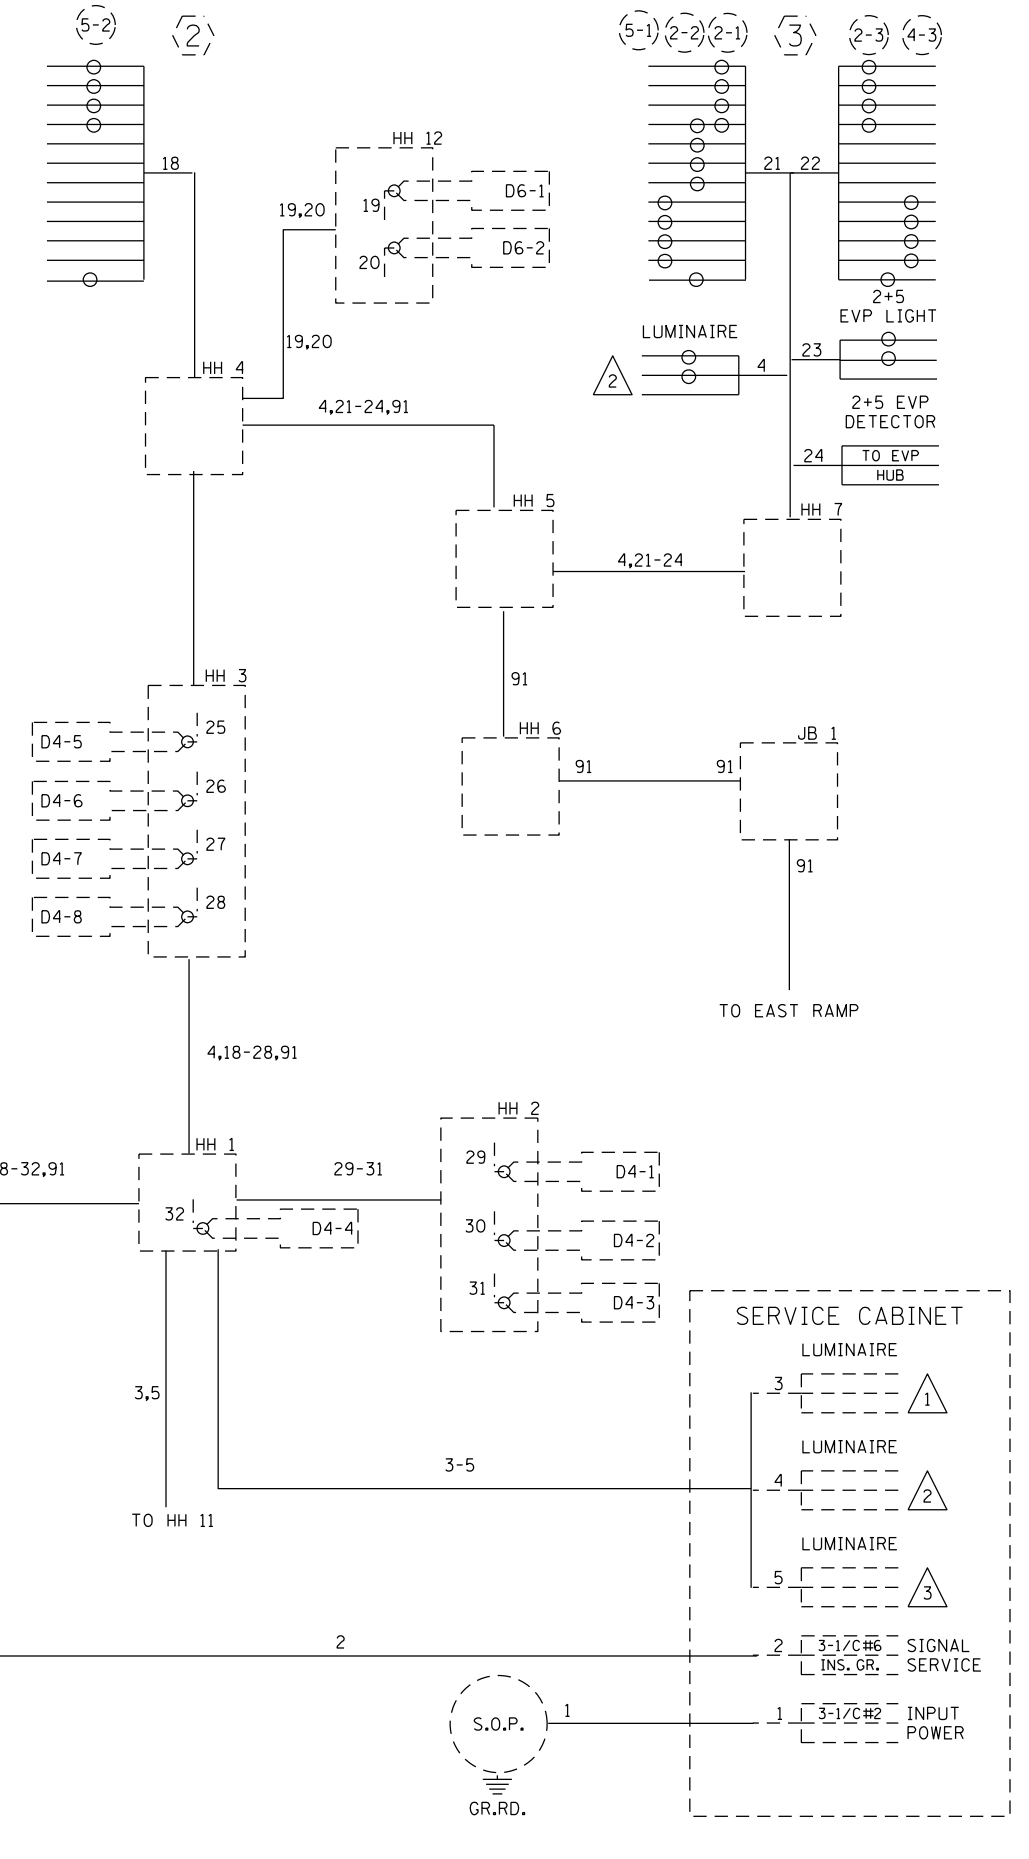 5-2
2
5-1
2-2
2-1
3
2-3
4-3
HH 12
18
21
22
D6-1
19
19,20
D6-2
20
2+5
EVP LIGHT
LUMINAIRE
19,20
23
HH 4
4
2
4,21-24,91
2+5 EVP
DETECTOR
24
TO EVP
HUB
HH 5
HH 7
4,21-24
HH 3
91
25
HH 6
JB 1
D4-5
91
91
26
D4-6
27
D4-7
91
28
D4-8
TO EAST RAMP
4,18-28,91
HH 2
HH 1
29
8-32,91
29-31
D4-1
32
D4-4
30
D4-2
31
D4-3
SERVICE CABINET
LUMINAIRE
3
1
3,5
LUMINAIRE
3-5
4
2
TO HH 11
LUMINAIRE
5
3
2
2
3-1/C#6
INS.GR.
SIGNAL
SERVICE
S.O.P.
1
1
3-1/C#2
INPUT
POWER
GR.RD.